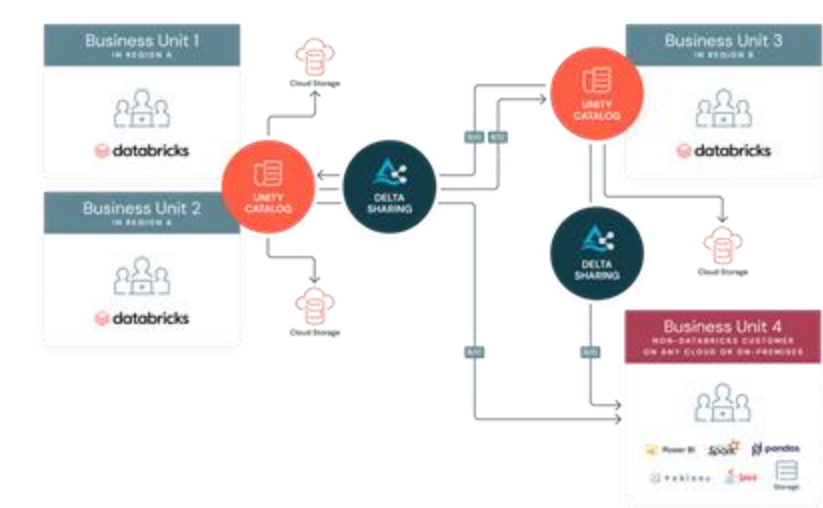 Business Unit 1
IN REGION A
databricks
Cloud Storage
UNITY
CATALOG
DELTA
SHARING
Business Unit 2
IN REGION A
databricks
Cloud Storage
Business Unit 3
IN REGION B
UNITY
CATALOG
databricks
DELTA
SHARING
Cloud Storage
Business Unit 4
NON-DATABRICKS CUSTOMER
ON ANY CLOUD OR ON-PREMISES
Power BI Spark pandas
+ableau Java
Storage